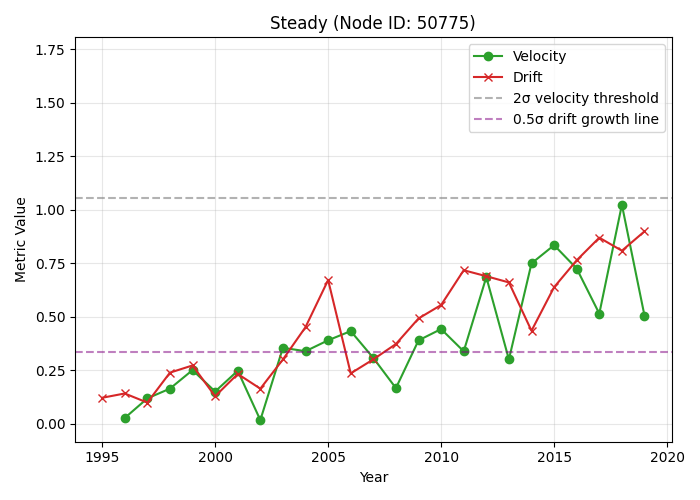 Steady (Node ID: 50775)
Velocity
Drift
2σ velocity threshold
0.5σ drift growth line
Metric Value
1.75
1.50
1.25
1.00
0.75
0.50
0.25
0.00
1995 2000 2005 2010 2015 2020
Year